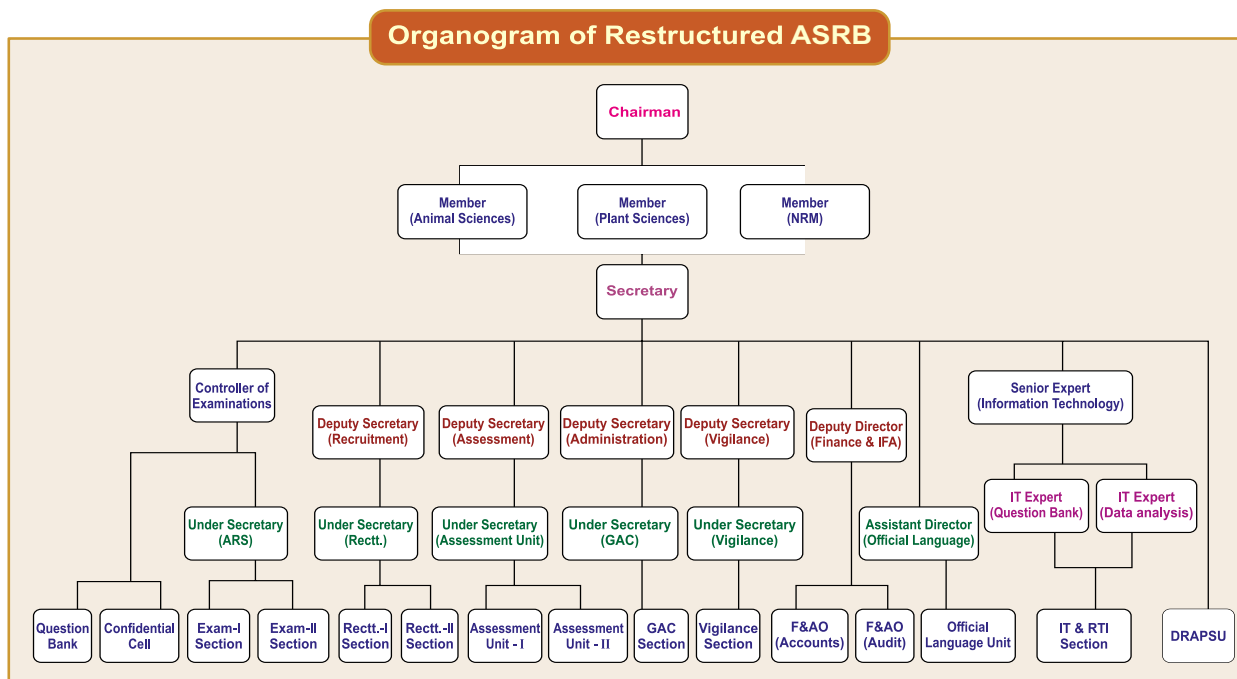 Organogram of Restructured ASRB
Chairman
Member
(Animal Sciences)
Member
(Plant Sciences)
Member
(NRM)
Secretary
Controller of
Examinations
Senior Expert
(Information Technology)
Deputy Secretary
(Recruitment)
Deputy Secretary
(Assessment)
Deputy Secretary
(Administration)
Deputy Secretary
(Vigilance)
Deputy Director
(Finance & IFA)
IT Expert
(Question Bank)
IT Expert
(Data analysis)
Under Secretary
(ARS)
Under Secretary
(Rectt.)
Under Secretary
(Assessment Unit)
Under Secretary
(GAC)
Under Secretary
(Vigilance)
Assistant Director
(Official Language)
Question
Bank
Confidential
Cell
Exam-I
Section
Exam-II
Section
Rectt.-I
Section
Rectt.-II
Section
Assessment
Unit - I
Assessment
Unit - II
GAC
Section
Vigilance
Section
F&AO
(Accounts)
F&AO
(Audit)
Official
Language Unit
IT & RTI
Section
DRAPSU